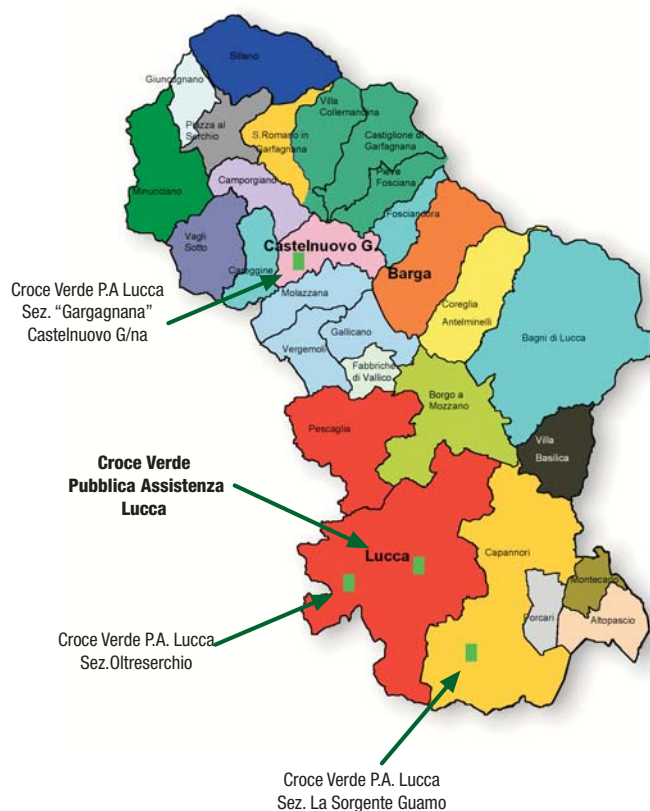 Sillano
Giuncognano
Villa
Collemandina
Piazza al
Serchio
S.Romano in
Garfagnana
Castiglione di
Garfagnana
Pieve
Fosciana
Camporgiano
Minucciano
Fosciandora
Vagli
Sotto
Castelnuovo G.
Careggine
Barga
Croce Verde P.A Lucca
Sez. “Gargagnana”
Castelnuovo G/na
Molazzana
Coreglia
Antelminelli
Gallicano
Bagni di Lucca
Vergemoli
Fabbriche
di Vallico
Borgo a
Mozzano
Pescaglia
Villa
Basilica
Croce Verde
Pubblica Assistenza
Lucca
Lucca
Capannori
Montecarlo
Porcari
Altopascio
Croce Verde P.A. Lucca
Sez.Oltreserchio
Croce Verde P.A. Lucca
Sez. La Sorgente Guamo